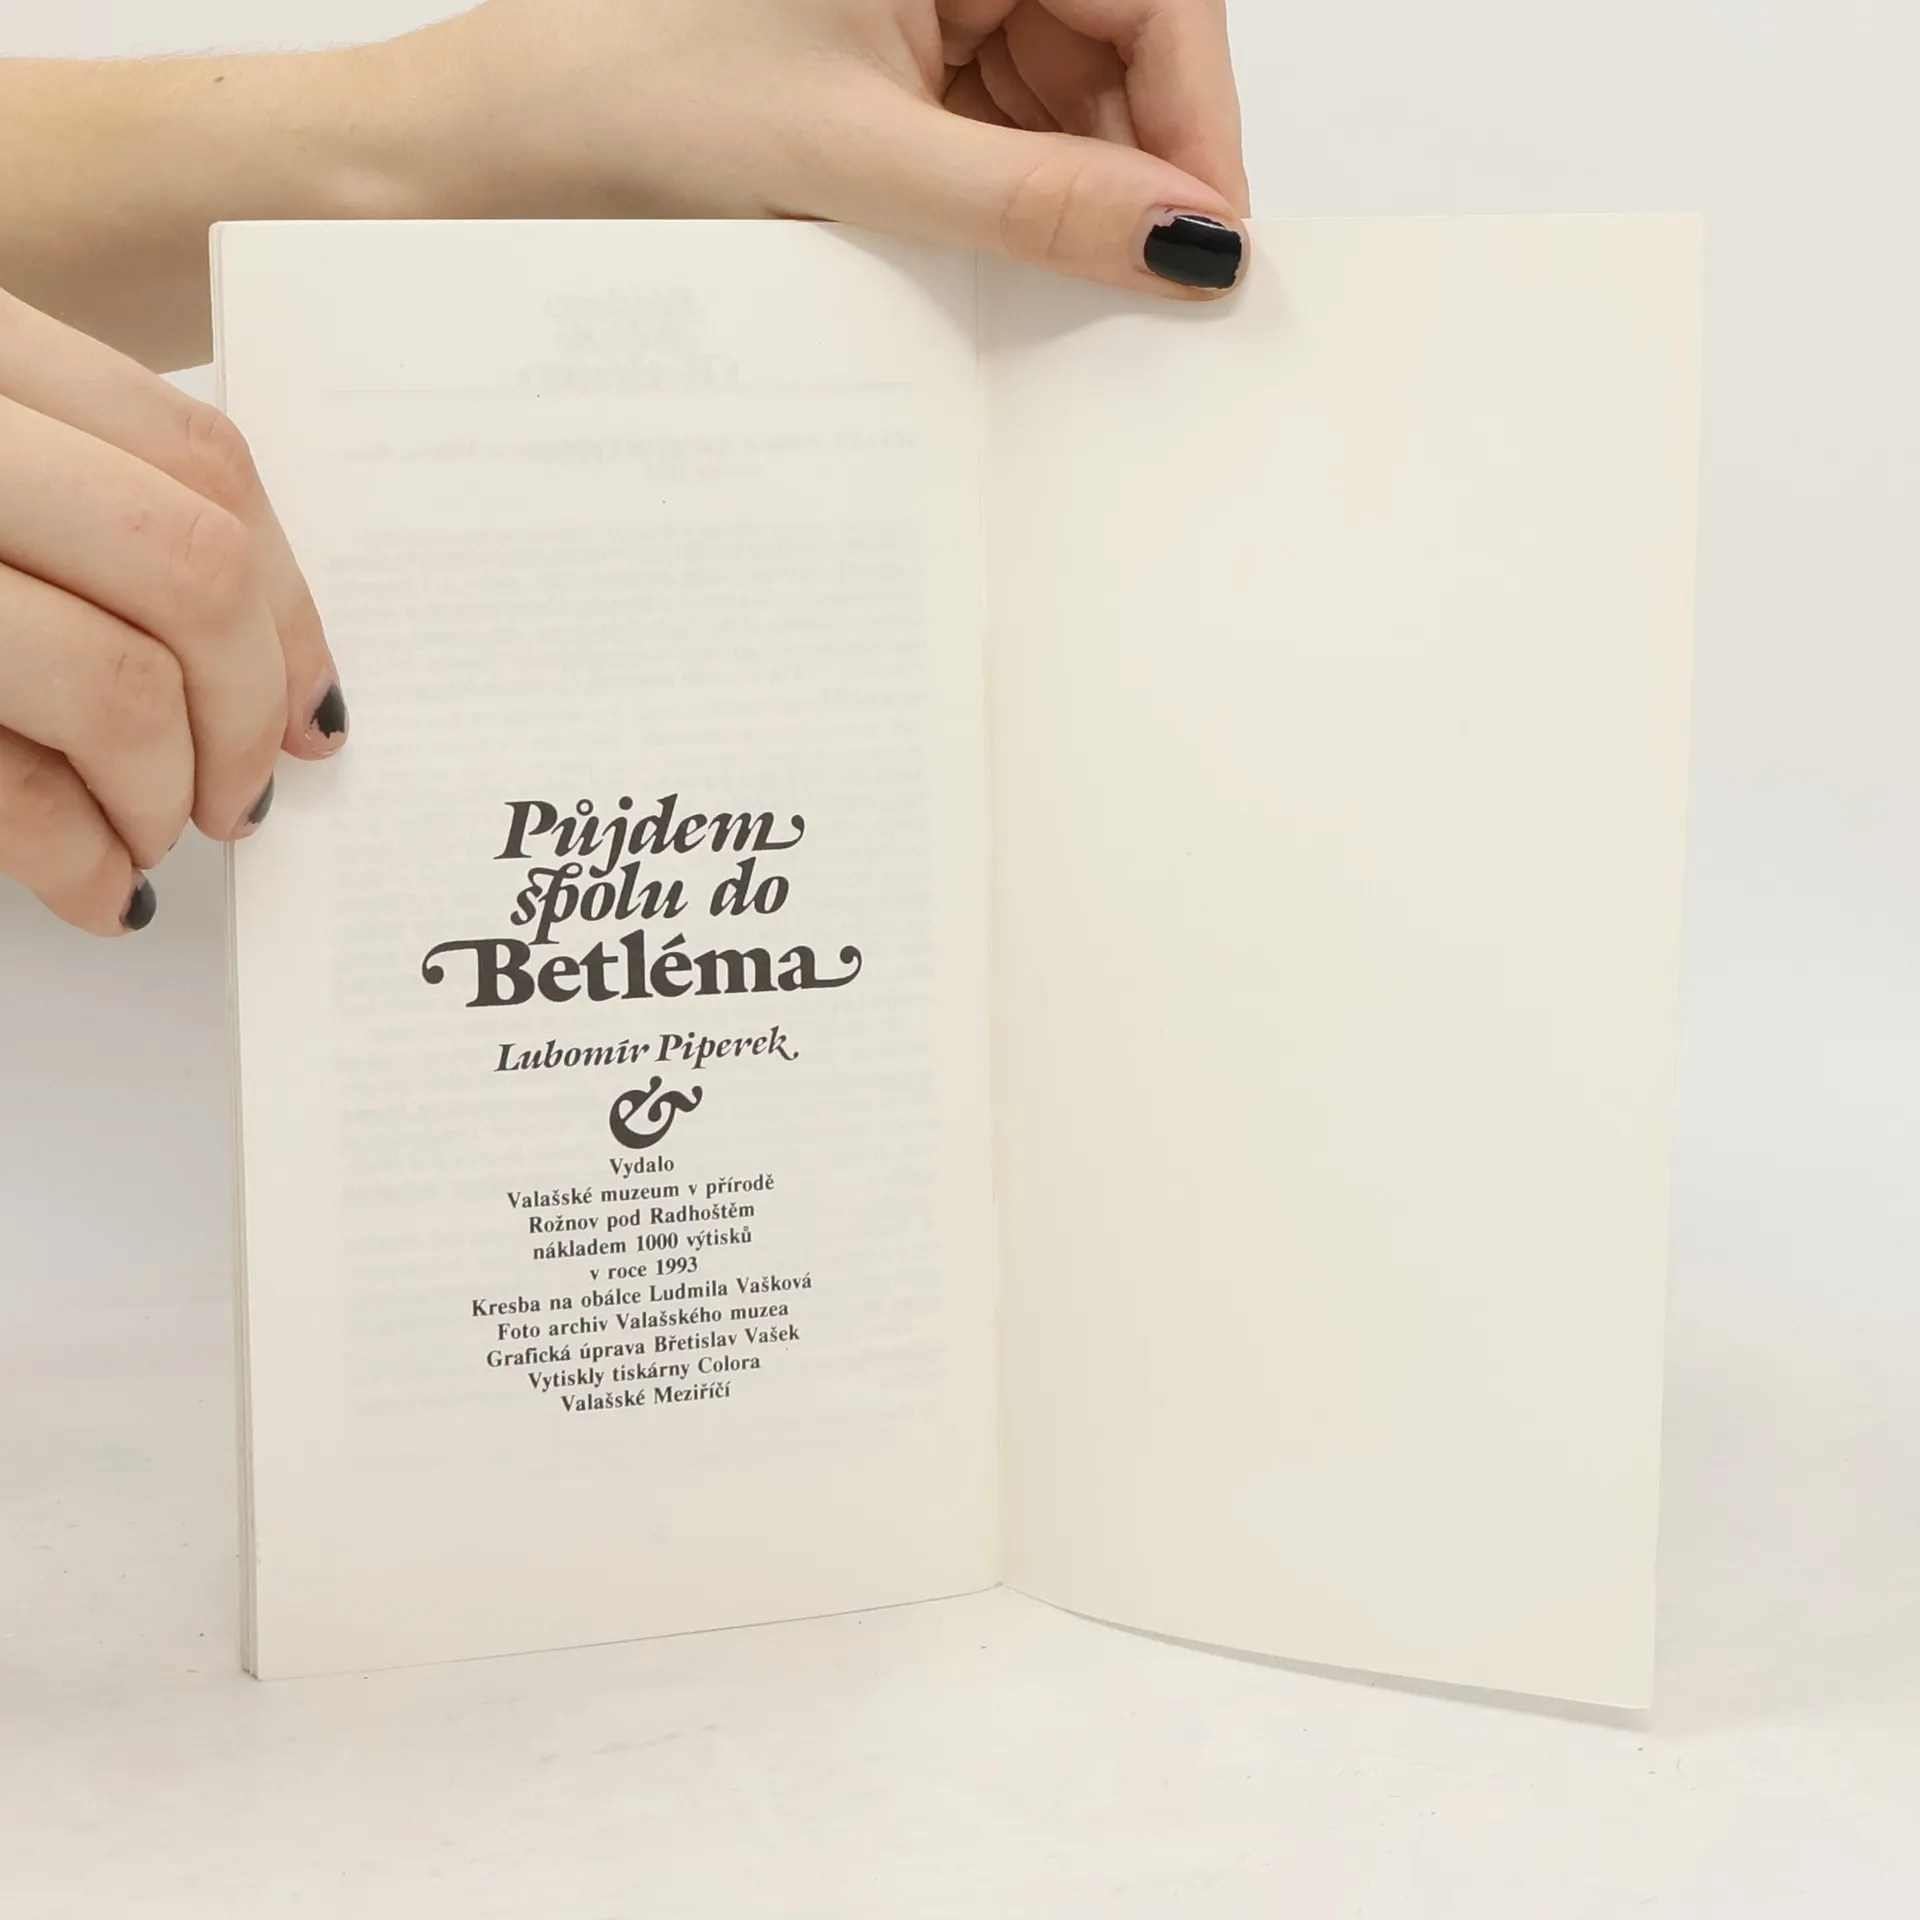 Půjdem
spolu do
Betléma
Lubomír Piperek
&
Vydalo
Valašské muzeum v přírodě
Rožnov pod Radhoštěm
nákladem 1000 výtisků
v roce 1993
Kresba na obálce Ludmila Vašková
Foto archiv Valašského muzea
Grafická úprava Břetislav Vašek
Vytiskly tiskárny Colora
Valašské Meziříčí